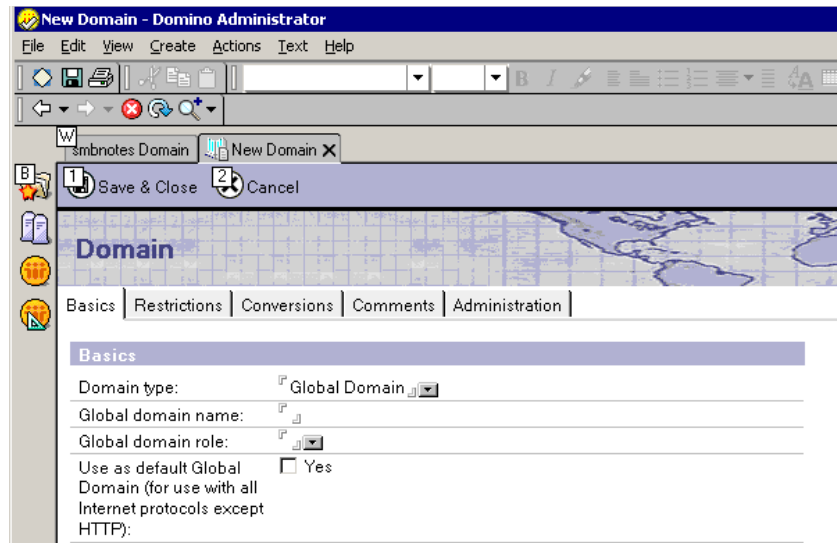 New Domain - Domino Administrator
File Edit View Create Actions Text Help
B I
W
smbnotes Domain New Domain
B
1 Save & Close 2 Cancel
Domain
Basics Restrictions Conversions Comments Administration
Basics
Domain type: Global Domain
Global domain name:
Global domain role:
Use as default Global Yes
Domain (for use with all
Internet protocols except
HTTP):